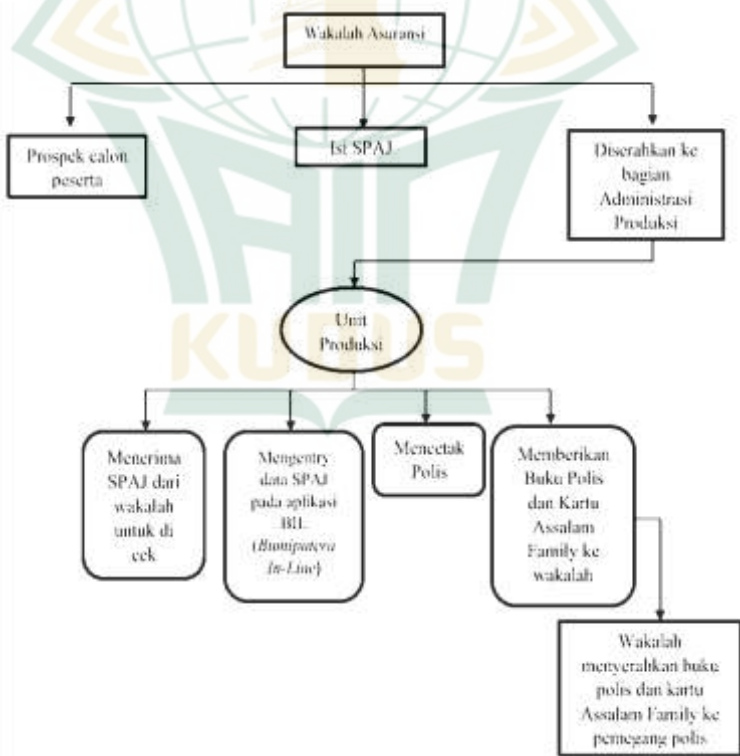 Wakalah Asuransi
Prospek calon
peserta
Isi SPAJ
Diserahkan ke
bagian
Administrasi
Produksi
Unit
Produksi
Menerima
SPAJ dari
wakalah
untuk di
cek
Mengentry
data SPAJ
pada aplikasi
BIL
(Bumiputera
In-Line)
Mencetak
Polis
Memberikan
Buku Polis
dan Kartu
Assalam
Family ke
wakalah
Wakalah
menyerahkan buku
polis dan kartu
Assalam Family ke
pemegang polis
KUDUS